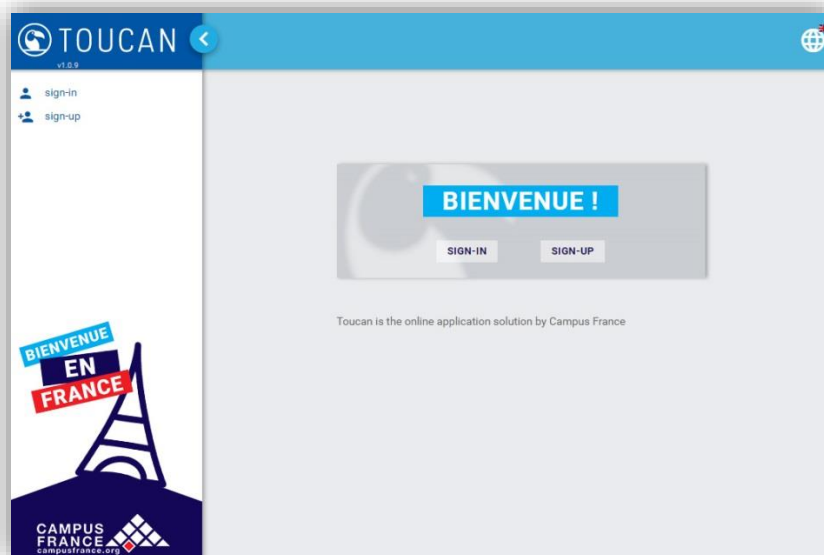 TOUCAN
v1.0.9
sign-in
sign-up
BIENVENUE !
SIGN-IN
SIGN-UP
Toucan is the online application solution by Campus France
BIENVENUE
EN
FRANCE
CAMPUS
FRANCE
campusfrance.org